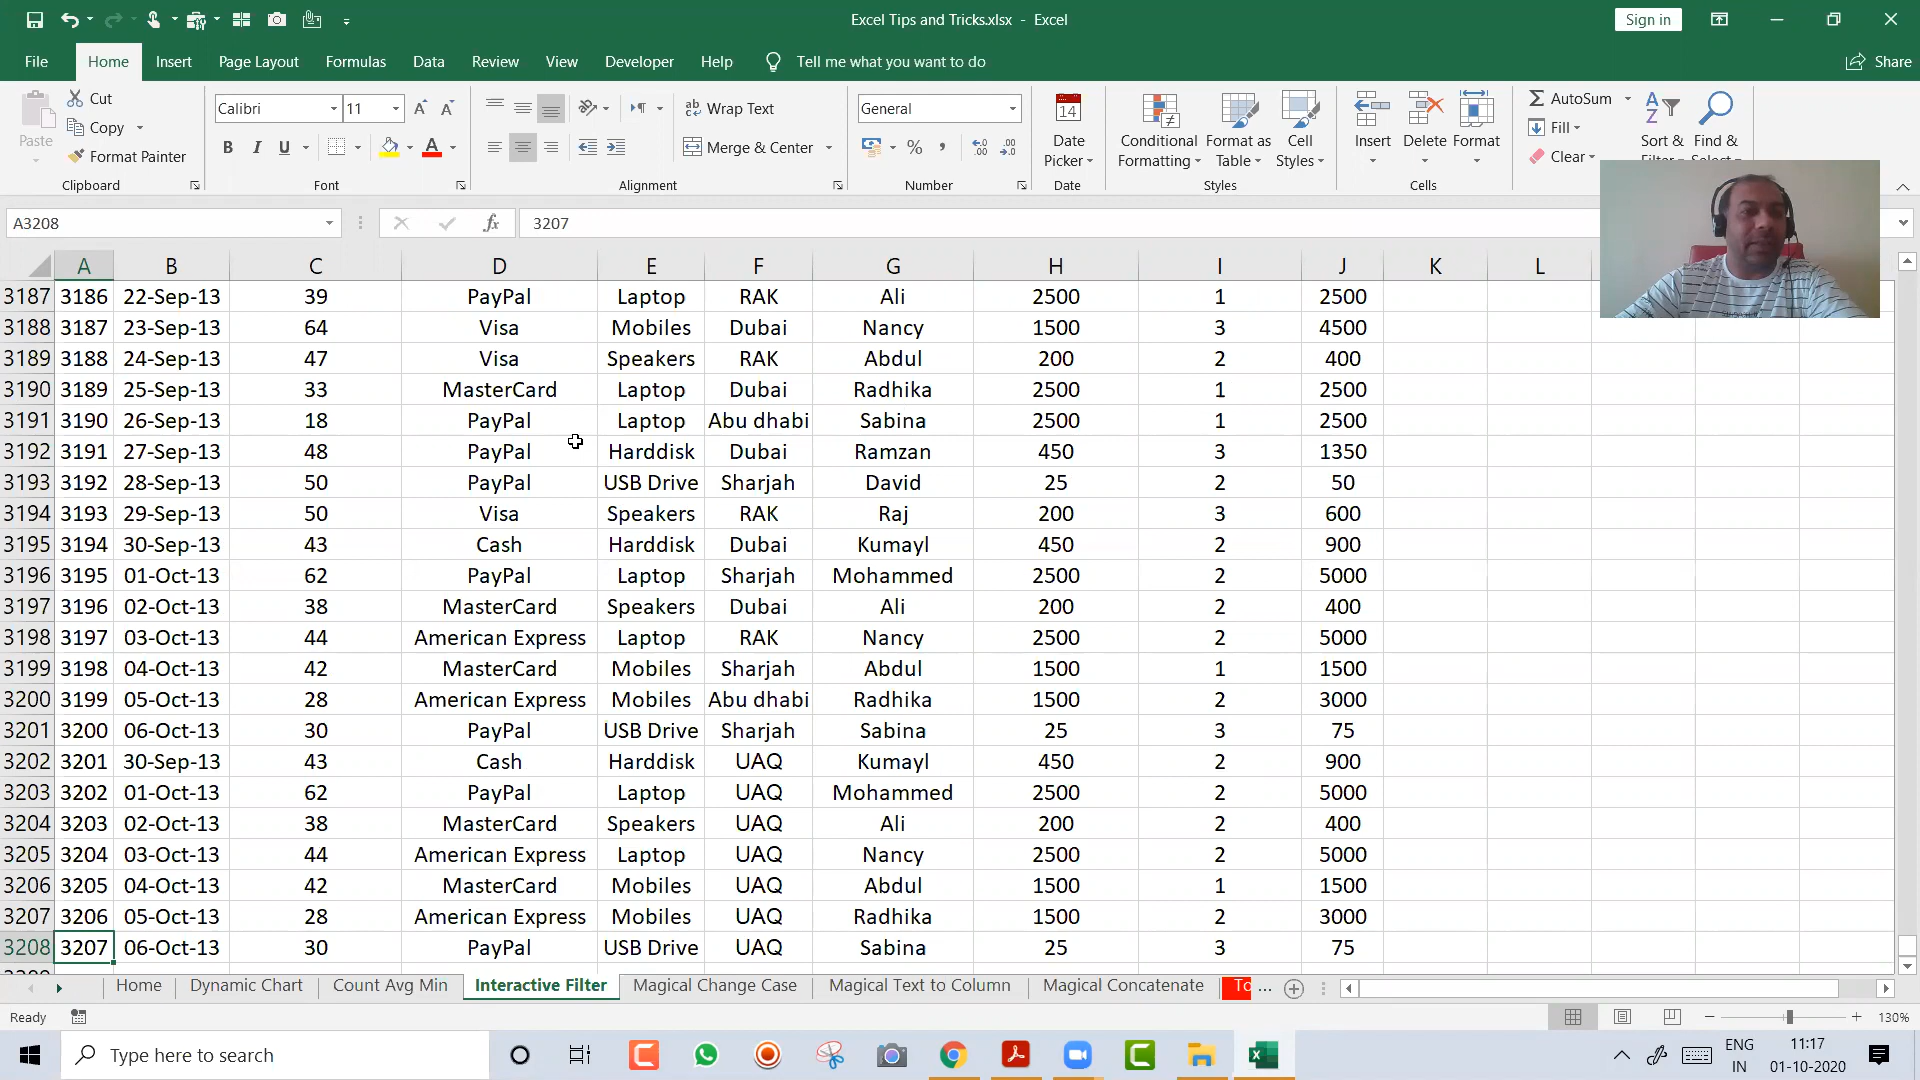 Excel Tips and Tricks.xlsx - Excel
Sign in
File Home Insert Page Layout Formulas Data Review View Developer Help Tell me what you want to do Share
Paste
Cut
Copy
Format Painter
Clipboard
Calibri 11
B I U A
Font
Wrap Text
Merge & Center
Alignment
General
%
Number
14
Date Picker
Date
Conditional Formatting
Format as Table
Cell Styles
Styles
Insert Delete Format
Cells
AutoSum
Fill
Clear
Sort &
Find &
A3208 fx 3207
A B C D E F G H I J K L
3187 3186 22-Sep-13 39 PayPal Laptop RAK Ali 2500 1 2500
3188 3187 23-Sep-13 64 Visa Mobiles Dubai Nancy 1500 3 4500
3189 3188 24-Sep-13 47 Visa Speakers RAK Abdul 200 2 400
3190 3189 25-Sep-13 33 MasterCard Laptop Dubai Radhika 2500 1 2500
3191 3190 26-Sep-13 18 PayPal Laptop Abu dhabi Sabina 2500 1 2500
3192 3191 27-Sep-13 48 PayPal Harddisk Dubai Ramzan 450 3 1350
3193 3192 28-Sep-13 50 PayPal USB Drive Sharjah David 25 2 50
3194 3193 29-Sep-13 50 Visa Speakers RAK Raj 200 3 600
3195 3194 30-Sep-13 43 Cash Harddisk Dubai Kumayl 450 2 900
3196 3195 01-Oct-13 62 PayPal Laptop Sharjah Mohammed 2500 2 5000
3197 3196 02-Oct-13 38 MasterCard Speakers Dubai Ali 200 2 400
3198 3197 03-Oct-13 44 American Express Laptop RAK Nancy 2500 2 5000
3199 3198 04-Oct-13 42 MasterCard Mobiles Sharjah Abdul 1500 1 1500
3200 3199 05-Oct-13 28 American Express Mobiles Abu dhabi Radhika 1500 2 3000
3201 3200 06-Oct-13 30 PayPal USB Drive Sharjah Sabina 25 3 75
3202 3201 30-Sep-13 43 Cash Harddisk UAQ Kumayl 450 2 900
3203 3202 01-Oct-13 62 PayPal Laptop UAQ Mohammed 2500 2 5000
3204 3203 02-Oct-13 38 MasterCard Speakers UAQ Ali 200 2 400
3205 3204 03-Oct-13 44 American Express Laptop UAQ Nancy 2500 2 5000
3206 3205 04-Oct-13 42 MasterCard Mobiles UAQ Abdul 1500 1 1500
3207 3206 05-Oct-13 28 American Express Mobiles UAQ Radhika 1500 2 3000
3208 3207 06-Oct-13 30 PayPal USB Drive UAQ Sabina 25 3 75
Home Dynamic Chart Count Avg Min Interactive Filter Magical Change Case Magical Text to Column Magical Concatenate To ...
Ready 130%
Type here to search
ENG IN
11:17
01-10-2020